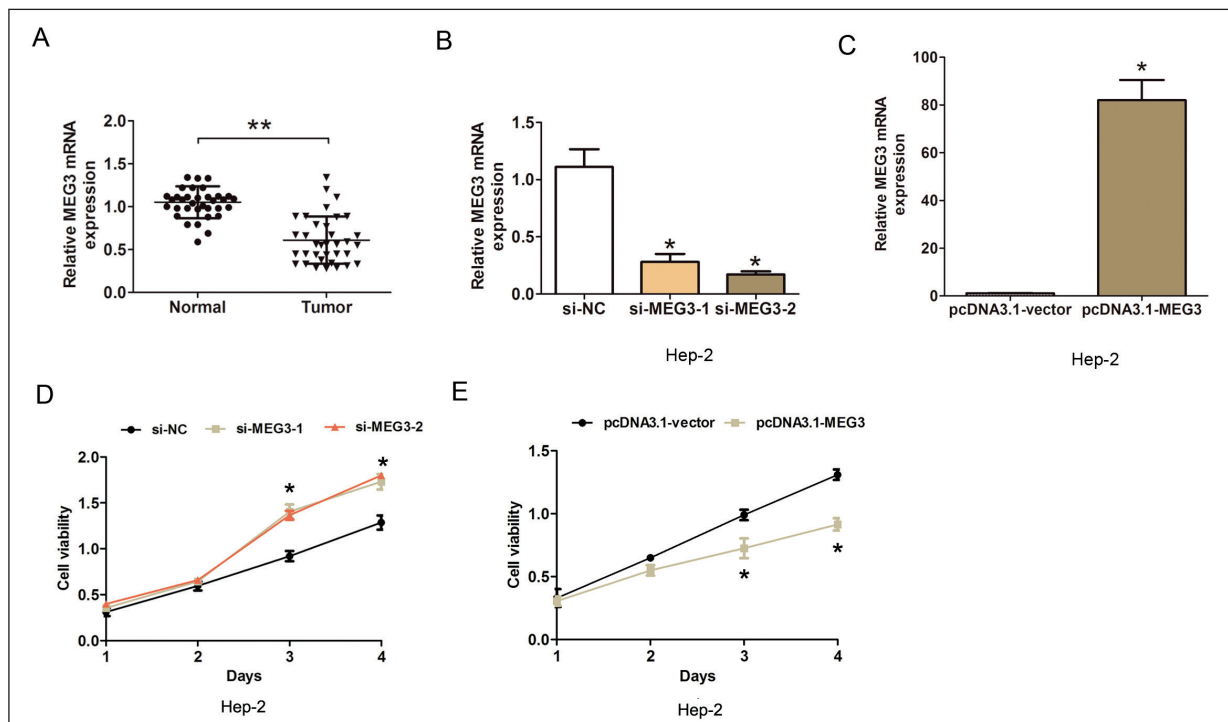 A
Relative MEG3 mRNA
expression
2.0
1.5
1.0
0.5
0.0
**
Normal Tumor
B
Relative MEG3 mRNA
expression
1.5
1.0
0.5
0.0
*
*
si-NC si-MEG3-1 si-MEG3-2
Hep-2
C
Relative MEG3 mRNA
expression
100
80
60
40
20
0
*
pcDNA3.1-vector pcDNA3.1-MEG3
Hep-2
D
si-NC si-MEG3-1 si-MEG3-2
Cell viability
2.0
1.5
1.0
0.5
0.0
*
*
1 2 3 4
Days
Hep-2
E
pcDNA3.1-vector pcDNA3.1-MEG3
Cell viability
1.5
1.0
0.5
0.0
*
*
1 2 3 4
Days
Hep-2